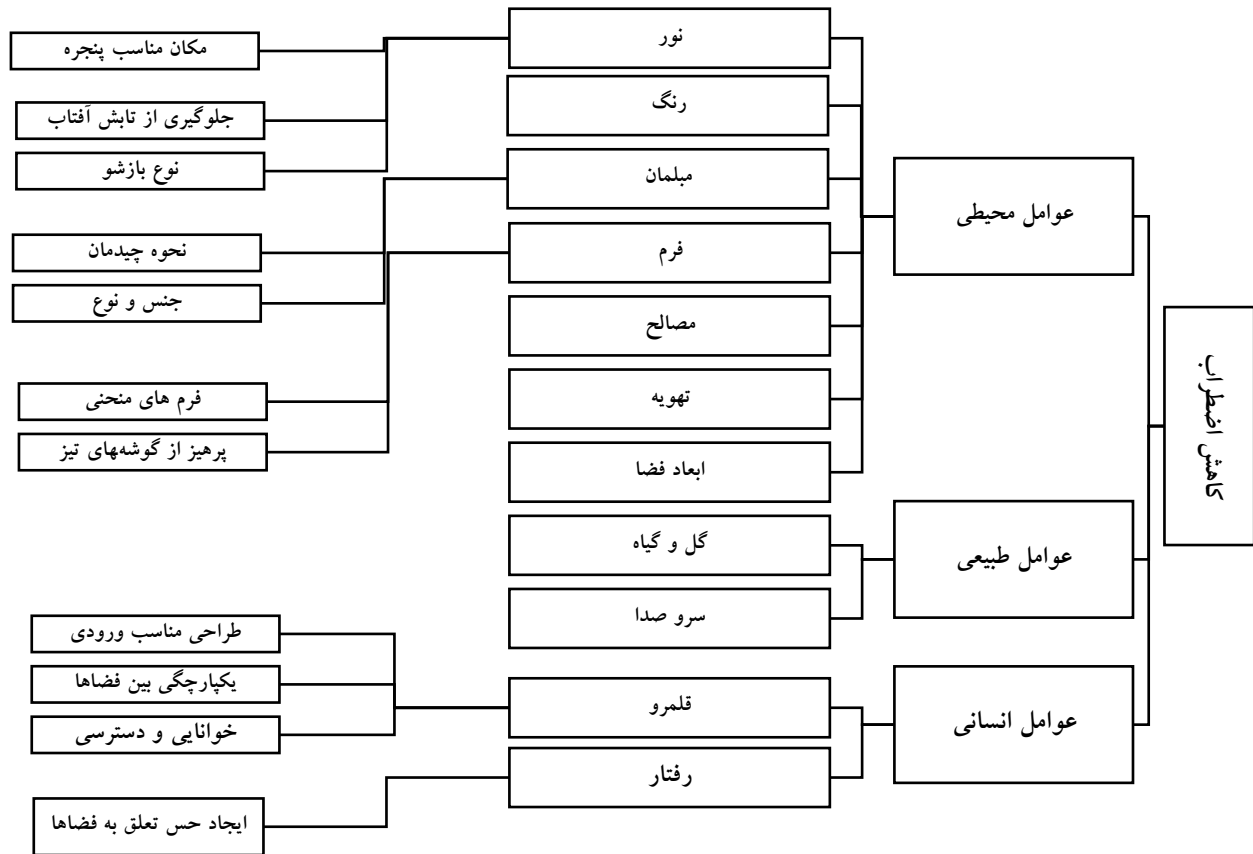 کاهش اضطراب
عوامل محیطی
نور
مکان مناسب پنجره
جلوگیری از تابش آفتاب
نوع بازشو
رنگ
مبلمان
نحوه چیدمان
جنس و نوع
فرم
فرم های منحنی
پرهیز از گوشههای تیز
مصالح
تهویه
ابعاد فضا
عوامل طبیعی
گل و گیاه
سرو صدا
عوامل انسانی
قلمرو
طراحی مناسب ورودی
یکپارچگی بین فضاها
خوانایی و دسترسی
رفتار
ایجاد حس تعلق به فضاها